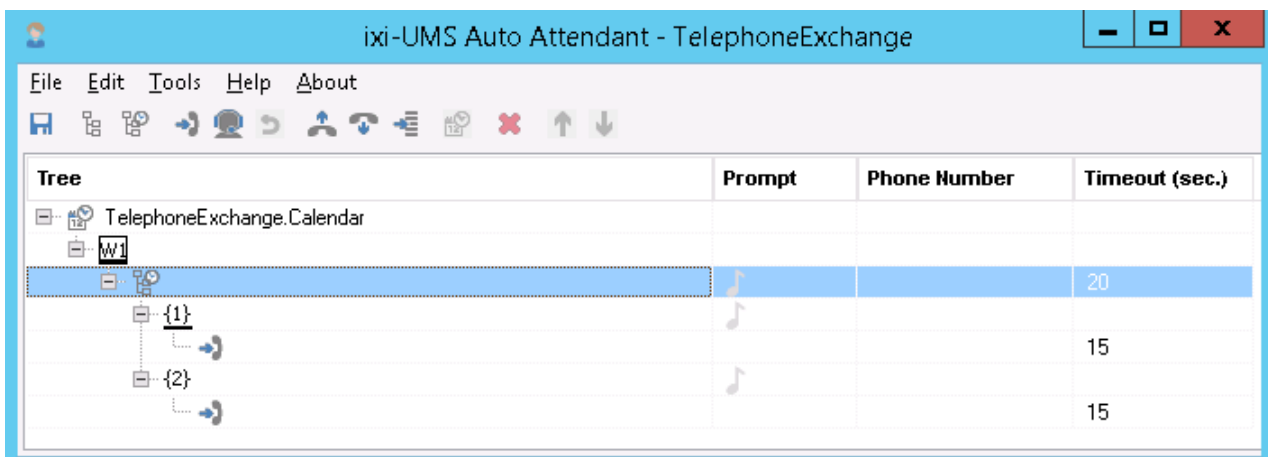 ixi-UMS Auto Attendant - TelephoneExchange
File Edit Tools Help About
Tree Prompt Phone Number Timeout (sec.)
TelephoneExchange.Calendar
W1
20
{1}
15
{2}
15